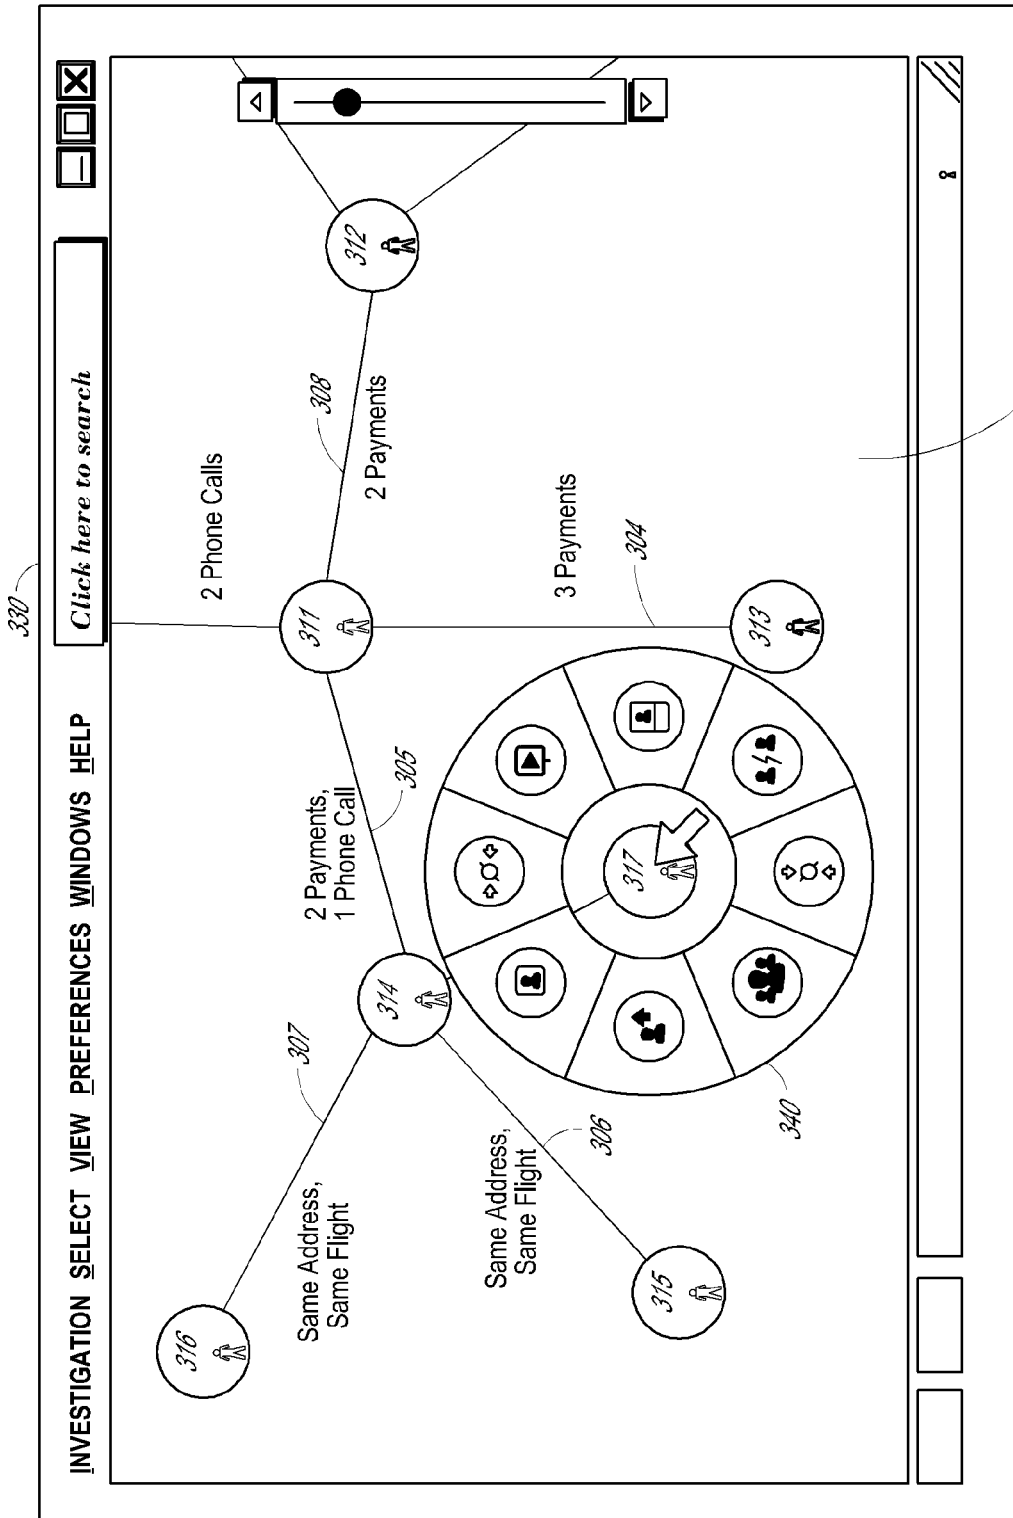 330
INVESTIGATION SELECT VIEW PREFERENCES WINDOWS HELP
Click here to search
2 Phone Calls
316
307
311
308
312
Same Address,
Same Flight
314
2 Payments,
1 Phone Call
305
2 Payments
Same Address,
Same Flight
306
317
3 Payments
304
315
340
313